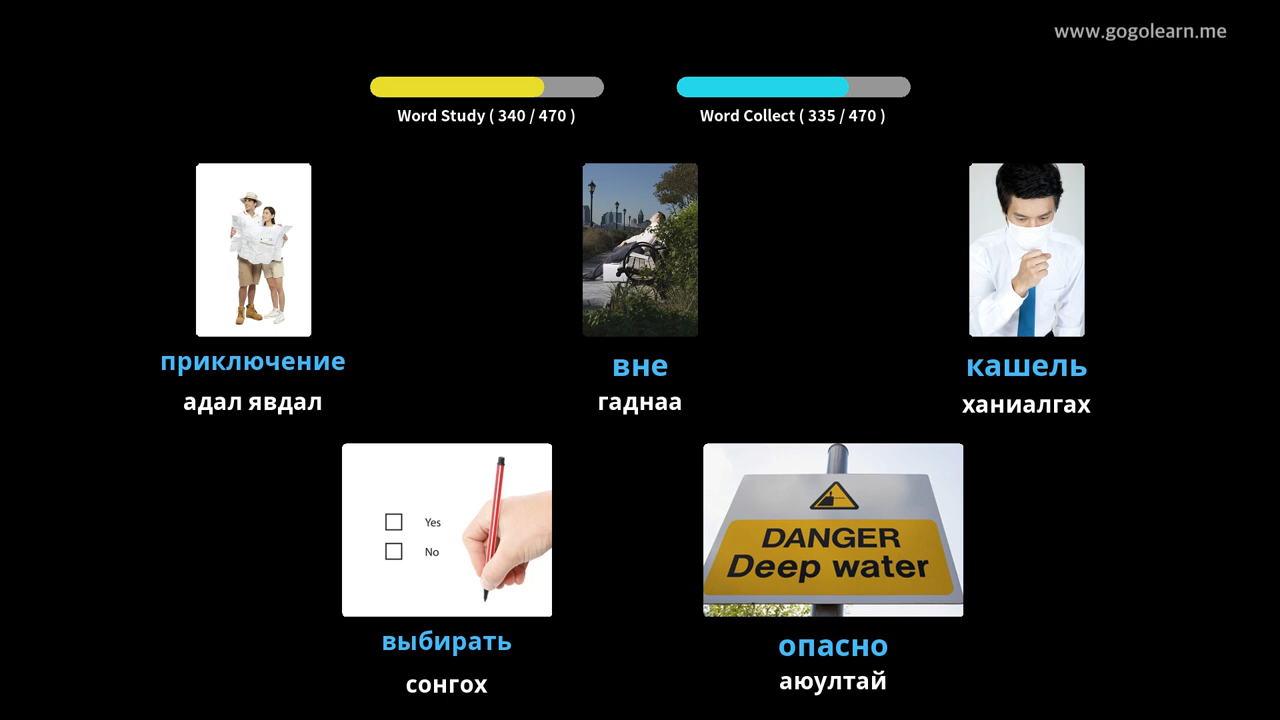 www.gogolearn.me
Word Study ( 340 / 470 )
Word Collect ( 335 / 470 )
приключение
адал явдал
вне
гаднаа
кашель
ханиалгах
Yes
No
выбирать
сонгох
DANGER
Deep water
опасно
аюултай